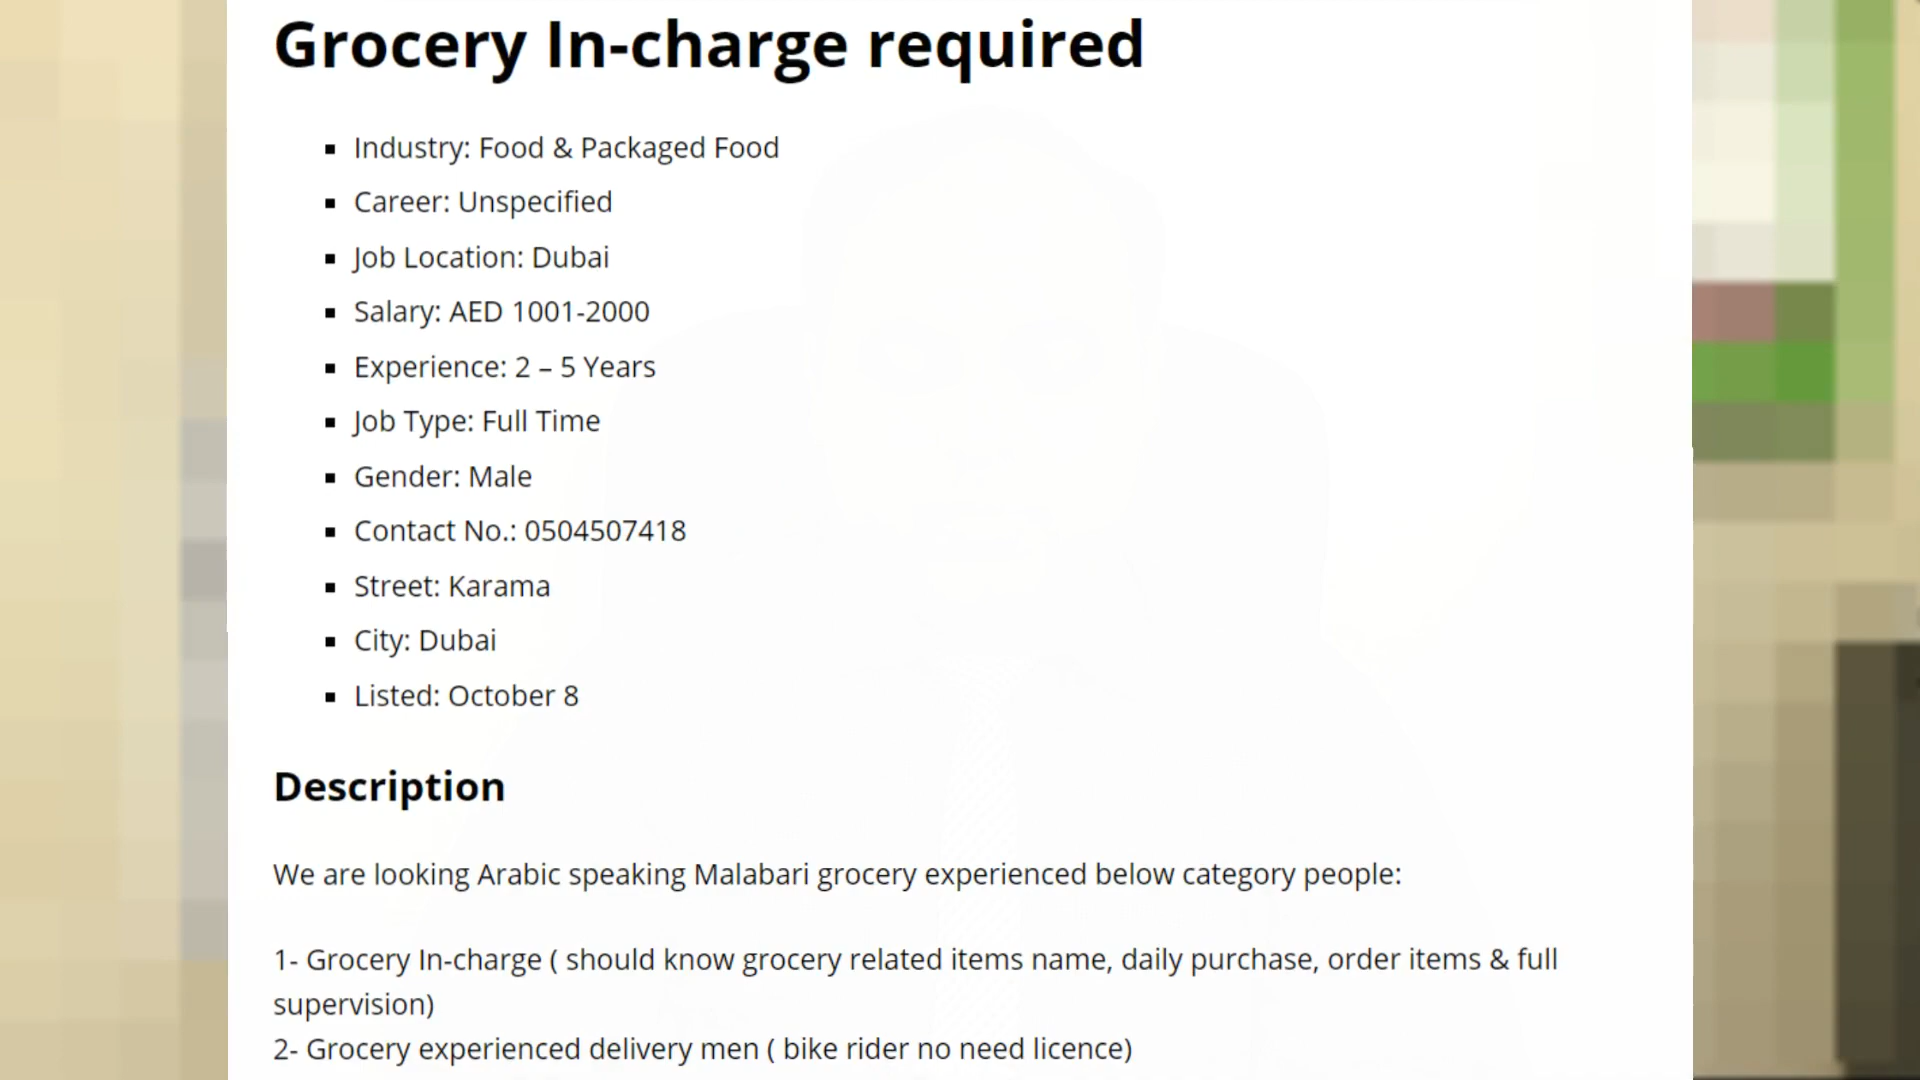 Grocery In-charge required
▪ Industry: Food & Packaged Food
▪ Career: Unspecified
▪ Job Location: Dubai
▪ Salary: AED 1001-2000
▪ Experience: 2 – 5 Years
▪ Job Type: Full Time
▪ Gender: Male
▪ Contact No.: 0504507418
▪ Street: Karama
▪ City: Dubai
▪ Listed: October 8
Description
We are looking Arabic speaking Malabari grocery experienced below category people:
1- Grocery In-charge ( should know grocery related items name, daily purchase, order items & full
supervision)
2- Grocery experienced delivery men ( bike rider no need licence)